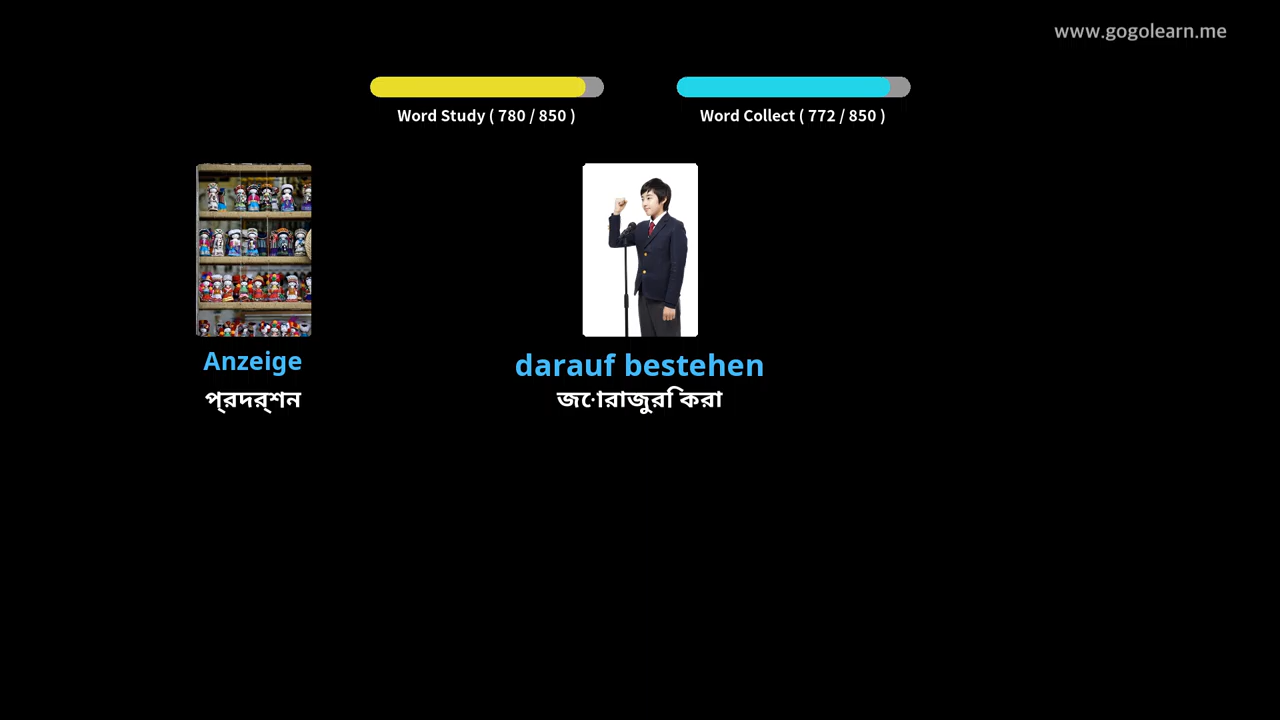 www.gogolearn.me
Word Study ( 780 / 850 )
Word Collect ( 772 / 850 )
Anzeige
প্রদর্শন
darauf bestehen
জোরাজুরি করা